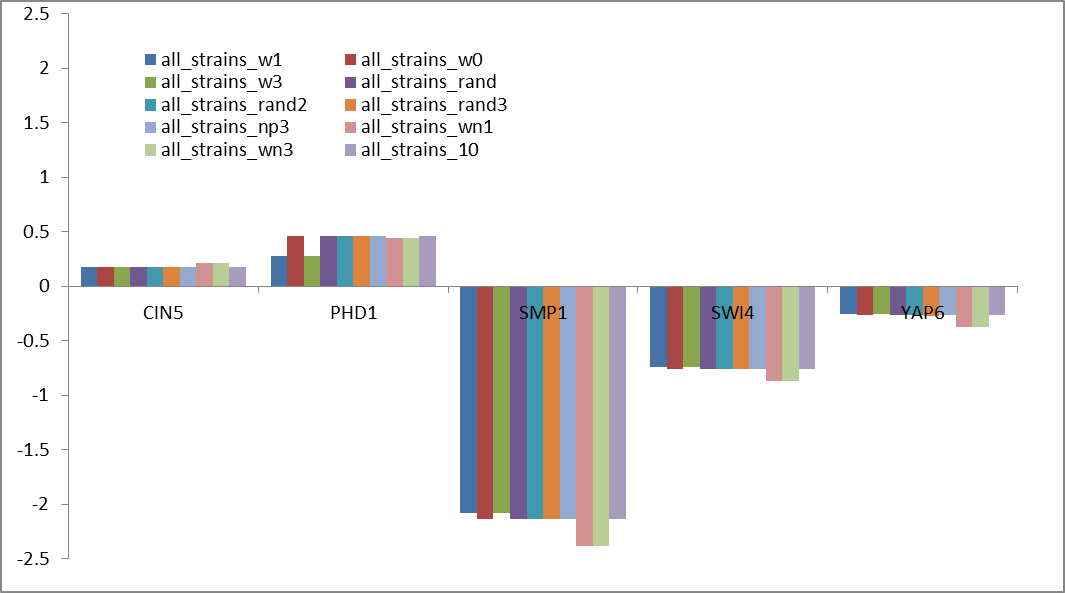 2.5
2
1.5
1
0.5
0
-0.5
-1
-1.5
-2
-2.5
all_strains_w1 all_strains_w0
all_strains_w3 all_strains_rand
all_strains_rand2 all_strains_rand3
all_strains_np3 all_strains_wn1
all_strains_wn3 all_strains_10
CIN5 PHD1 SMP1 SWI4 YAP6